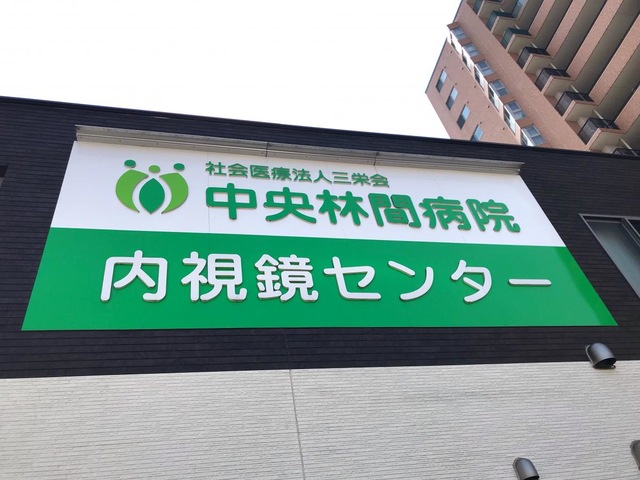 社会医療法人三栄会
中央林間病院
内視鏡センター